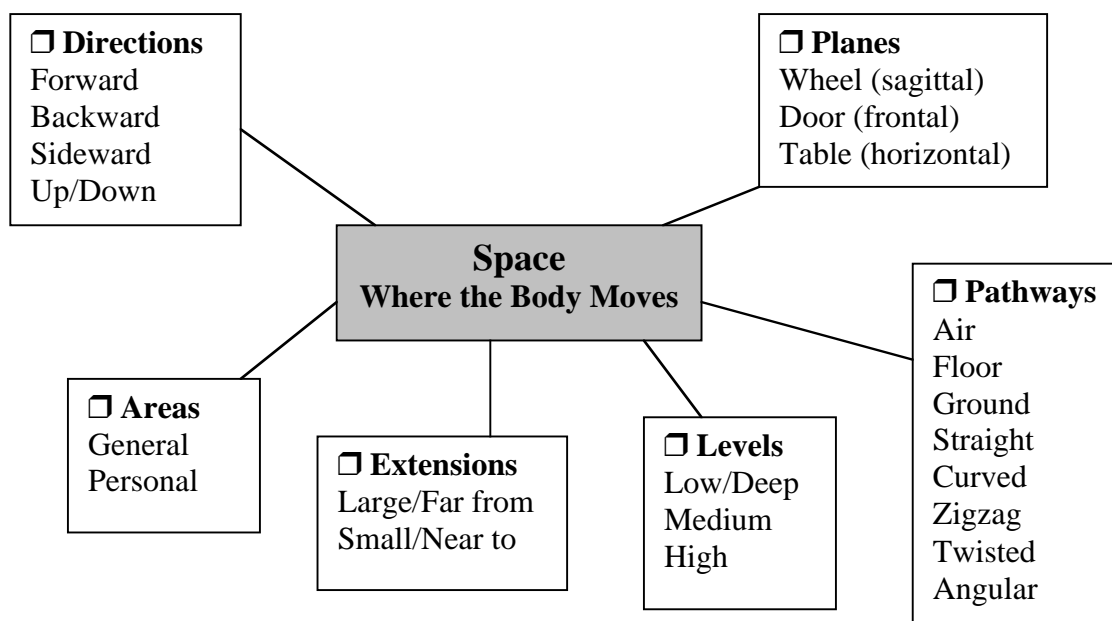 ❒ Directions
Forward
Backward
Sideward
Up/Down
❒ Planes
Wheel (sagittal)
Door (frontal)
Table (horizontal)
Space
Where the Body Moves
❒ Areas
General
Personal
❒ Extensions
Large/Far from
Small/Near to
❒ Levels
Low/Deep
Medium
High
❒ Pathways
Air
Floor
Ground
Straight
Curved
Zigzag
Twisted
Angular